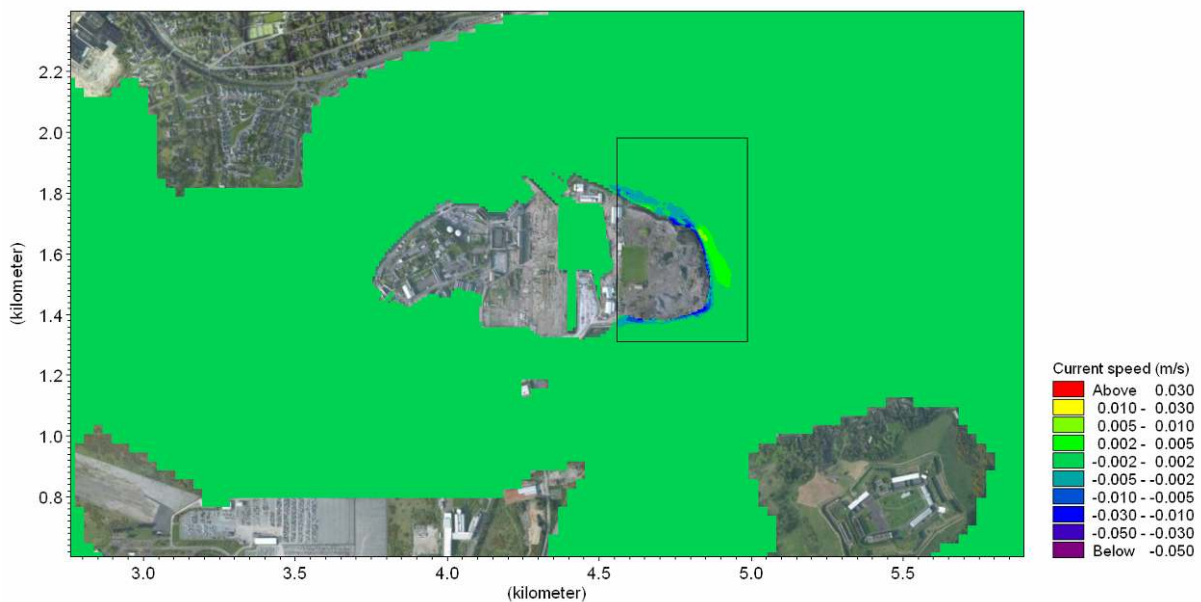 2.2
2.0
1.8
1.6
1.4
1.2
1.0
0.8
(kilometer)
3.0 3.5 4.0 4.5 5.0 5.5
(kilometer)
Current speed (m/s)
Above 0.030
0.010 - 0.030
0.005 - 0.010
0.002 - 0.005
-0.002 - 0.002
-0.005 - -0.002
-0.010 - -0.005
-0.030 - -0.010
-0.050 - -0.030
Below -0.050